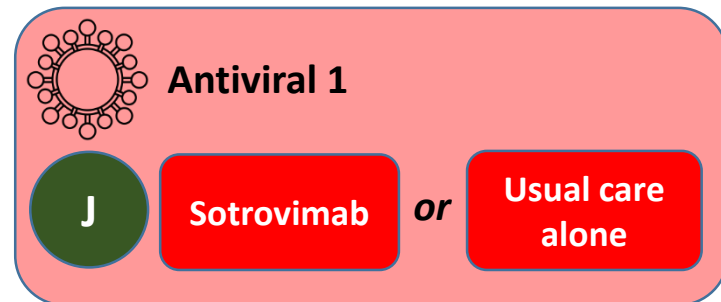 Antiviral 1
J
Sotrovimab
or
Usual care
alone